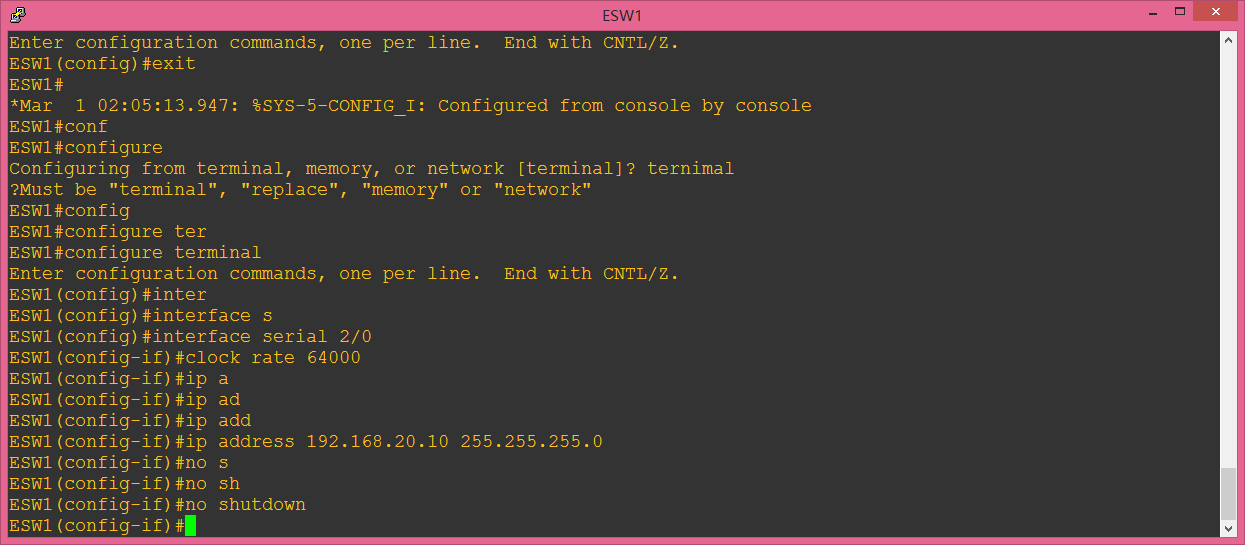 ESW1
Enter configuration commands, one per line.  End with CNTL/Z.
ESW1(config)#exit
ESW1#
*Mar  1 02:05:13.947: %SYS-5-CONFIG_I: Configured from console by console
ESW1#conf
ESW1#configure
Configuring from terminal, memory, or network [terminal]? ternimal
?Must be "terminal", "replace", "memory" or "network"
ESW1#config
ESW1#configure ter
ESW1#configure terminal
Enter configuration commands, one per line.  End with CNTL/Z.
ESW1(config)#inter
ESW1(config)#interface s
ESW1(config)#interface serial 2/0
ESW1(config-if)#clock rate 64000
ESW1(config-if)#ip a
ESW1(config-if)#ip ad
ESW1(config-if)#ip add
ESW1(config-if)#ip address 192.168.20.10 255.255.255.0
ESW1(config-if)#no s
ESW1(config-if)#no sh
ESW1(config-if)#no shutdown
ESW1(config-if)#